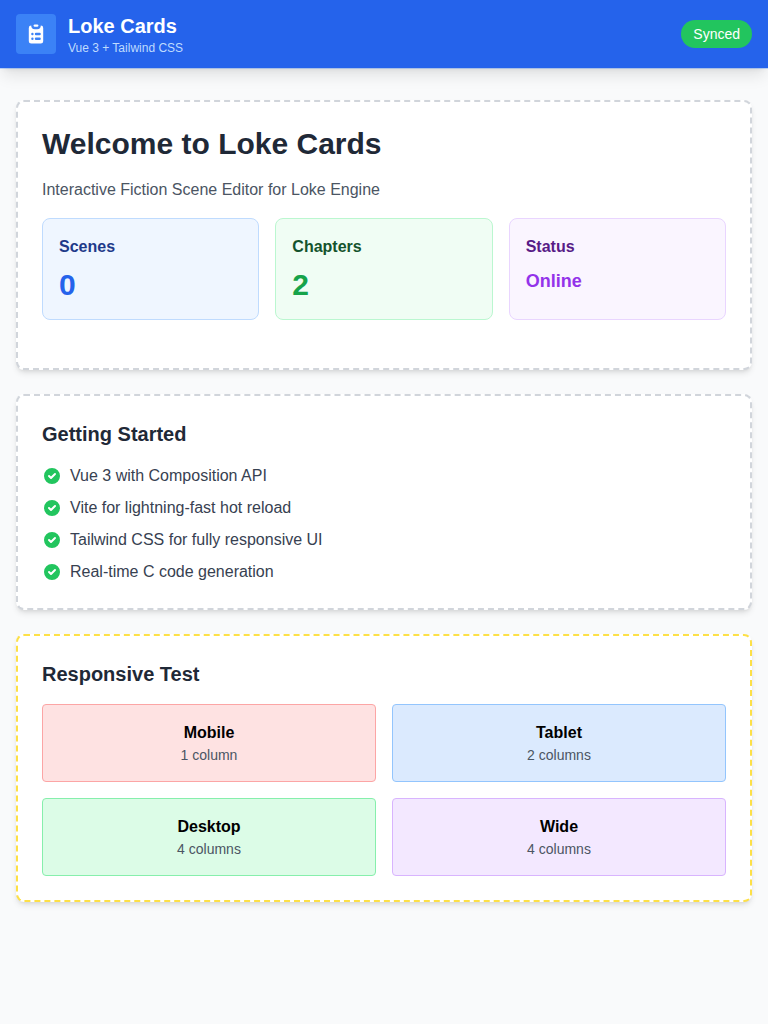 Loke Cards
Vue 3 + Tailwind CSS
Synced
Welcome to Loke Cards
Interactive Fiction Scene Editor for Loke Engine
Scenes
0
Chapters
2
Status
Online
Getting Started
Vue 3 with Composition API
Vite for lightning-fast hot reload
Tailwind CSS for fully responsive UI
Real-time C code generation
Responsive Test
Mobile
1 column
Tablet
2 columns
Desktop
4 columns
Wide
4 columns